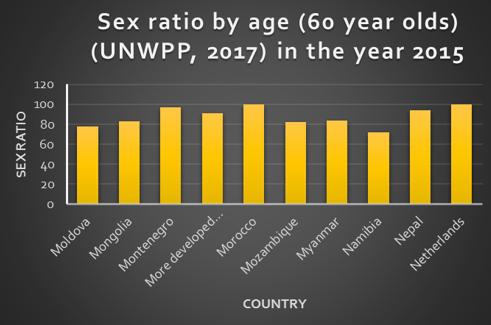 Sex ratio by age (60 year olds)
(UNWPP, 2017) in the year 2015
120
100
80
60
40
20
0
SEX RATIO
Moldova
Mongolia
Montenegro
More developed...
Morocco
Mozambique
Myanmar
Namibia
Nepal
Netherlands
COUNTRY